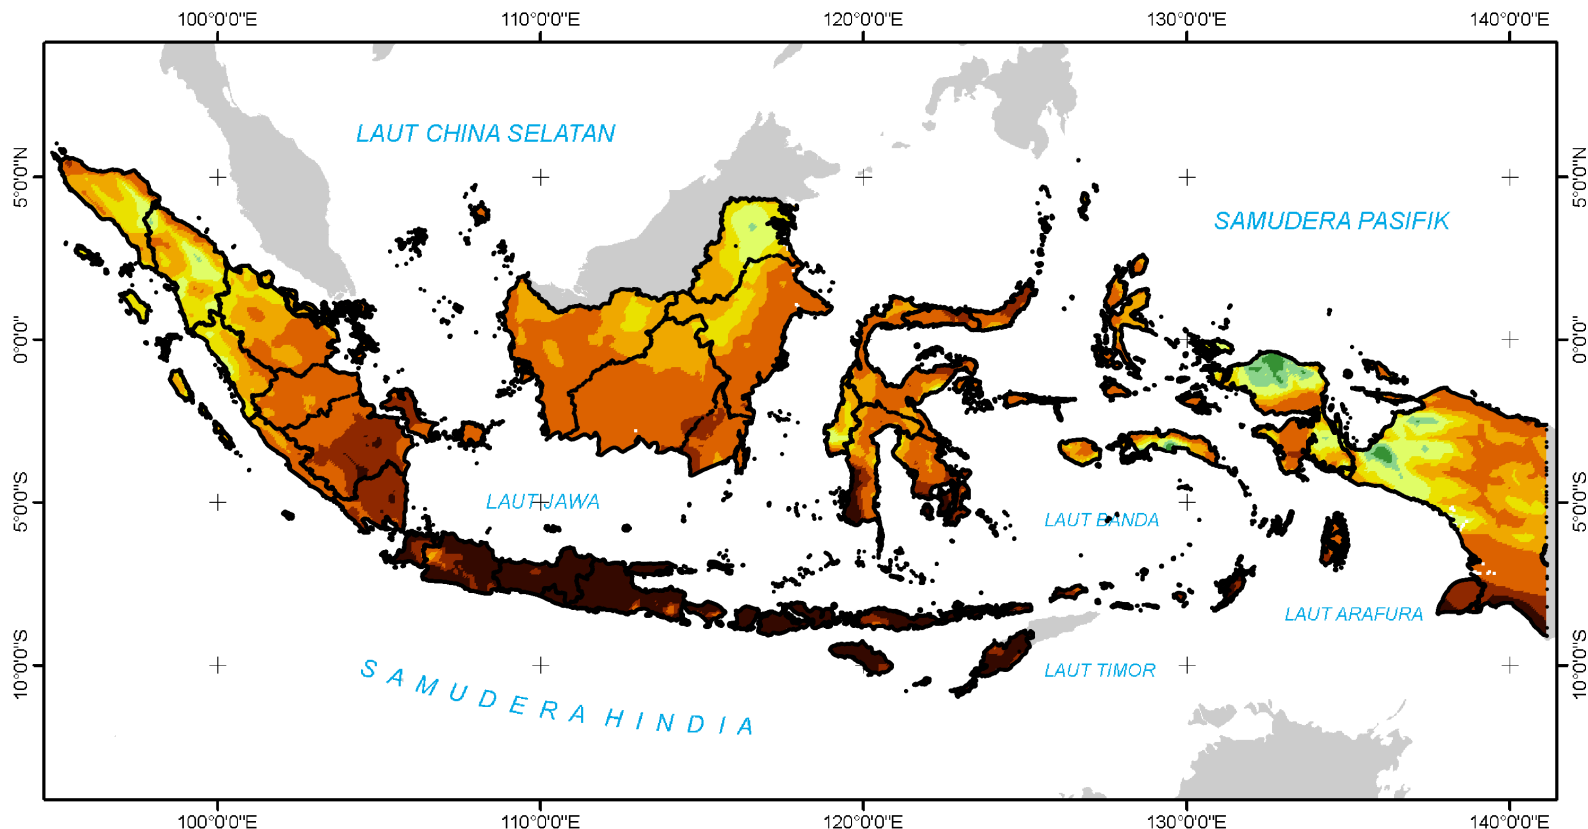 100°0'0"E 110°0'0"E 120°0'0"E 130°0'0"E 140°0'0"E
LAUT CHINA SELATAN
5°0'0"N 5°0'0"N
SAMUDERA PASIFIK
0°0'0" 0°0'0"
5°0'0"S 5°0'0"S
LAUT JAWA
LAUT BANDA
LAUT ARAFURA
10°0'0"S 10°0'0"S
LAUT TIMOR
SAMUDERA HINDIA
100°0'0"E 110°0'0"E 120°0'0"E 130°0'0"E 140°0'0"E